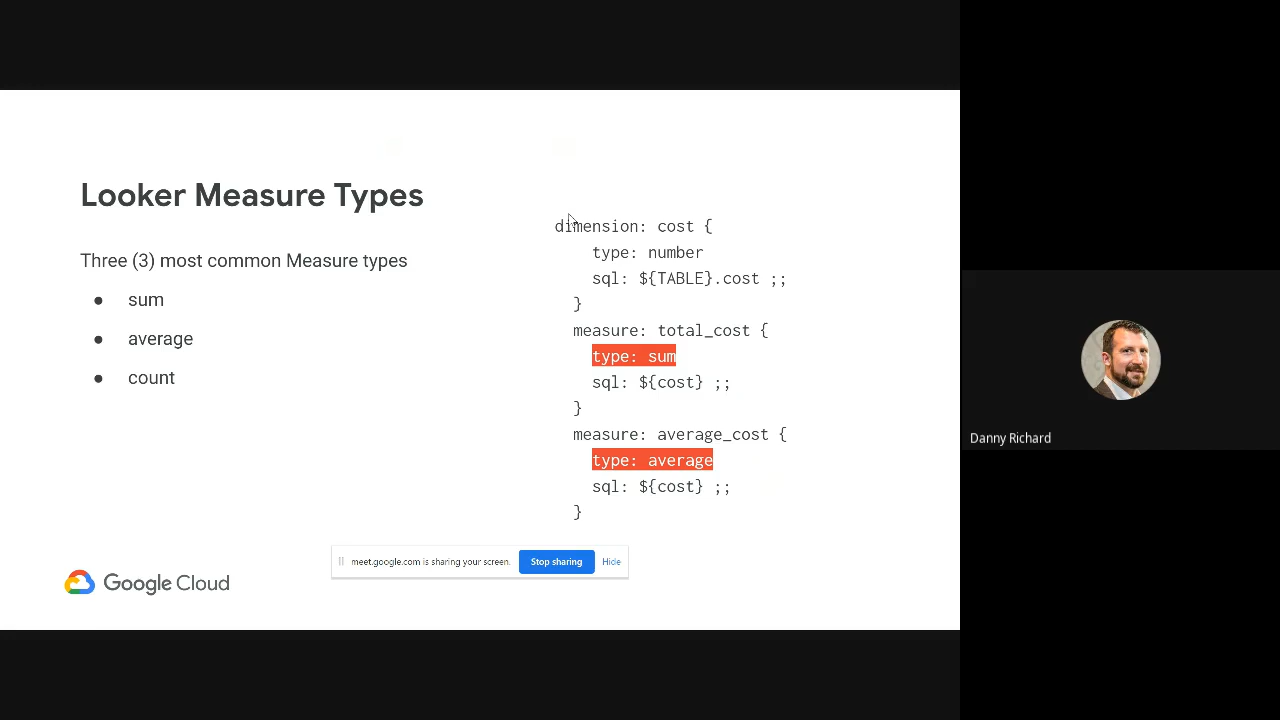 Looker Measure Types
Three (3) most common Measure types
● sum
● average
● count
dimension: cost {
type: number
sql: ${TABLE}.cost ;;
}
measure: total_cost {
type: sum
sql: ${cost} ;;
}
measure: average_cost {
type: average
sql: ${cost} ;;
}
meet.google.com is sharing your screen. Stop sharing Hide
Google Cloud
Danny Richard